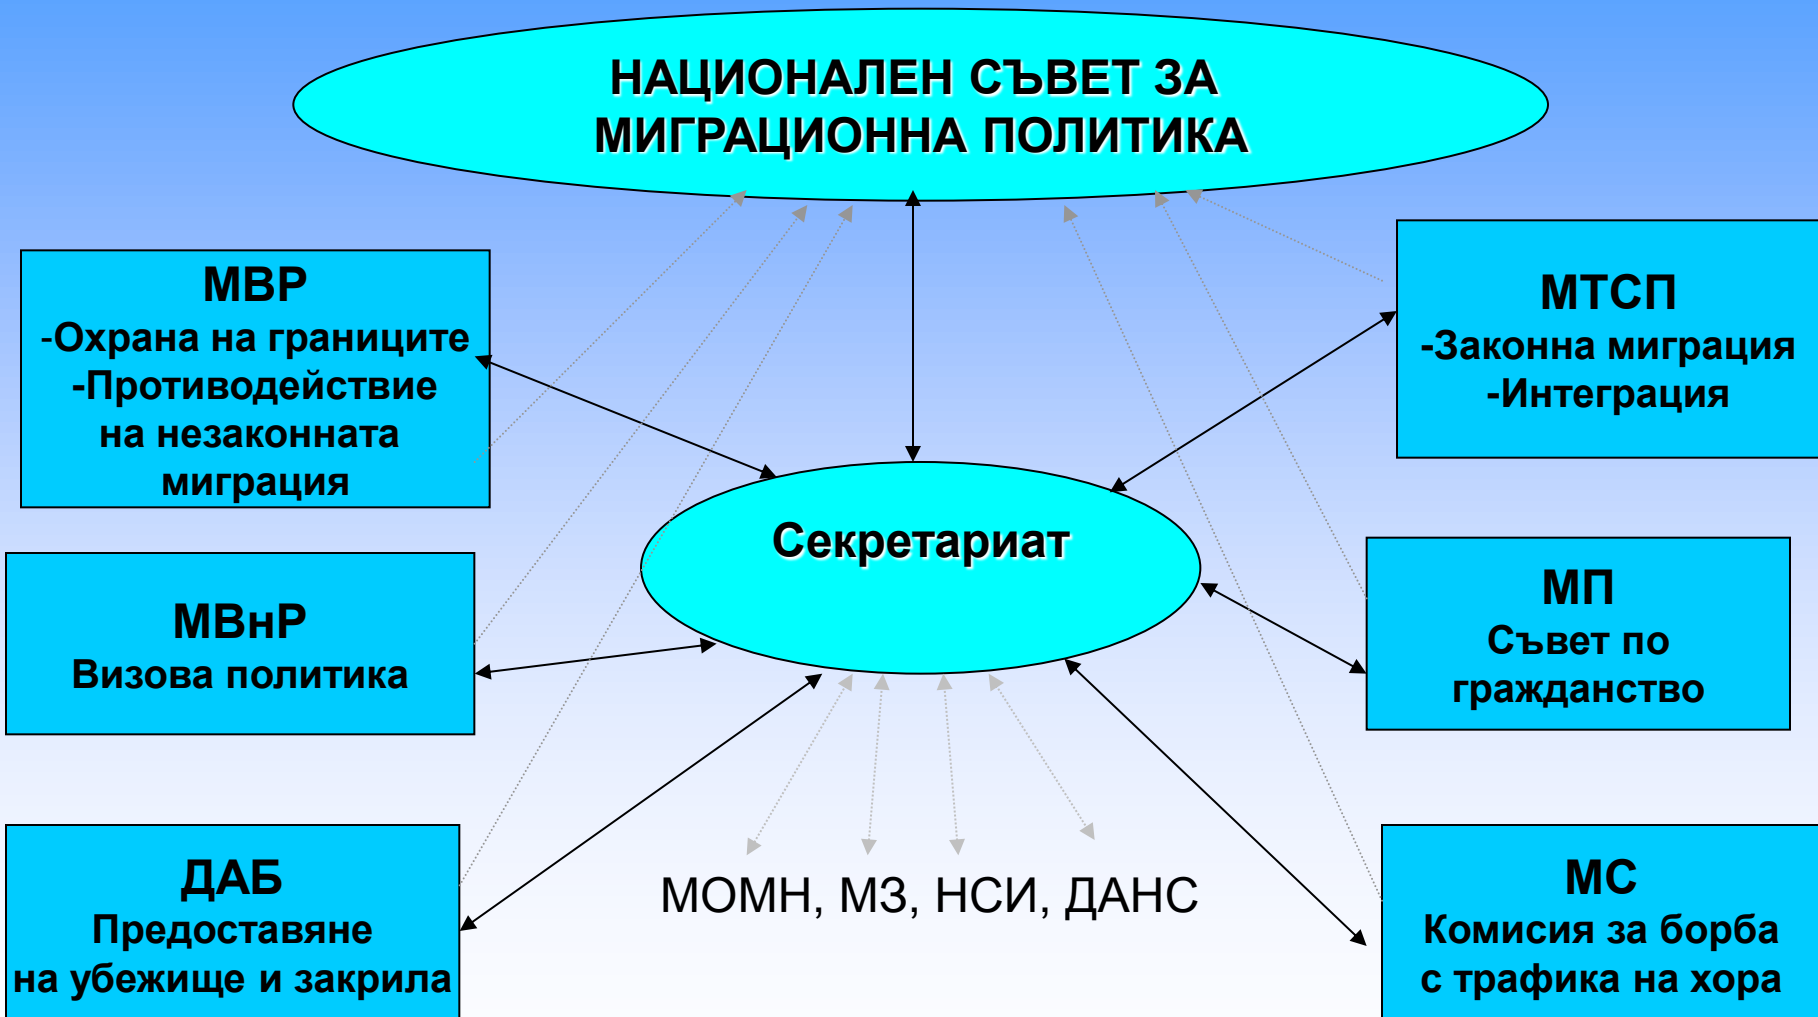 НАЦИОНАЛЕН СЪВЕТ ЗА
МИГРАЦИОННА ПОЛИТИКА
МВР
-Охрана на границите
-Противодействие
на незаконната
миграция
МТСП
-Законна миграция
-Интеграция
Секретариат
МВнР
Визова политика
МП
Съвет по
гражданство
ДАБ
Предоставяне
на убежище и закрила
МОМН, МЗ, НСИ, ДАНС
МС
Комисия за борба
с трафика на хора